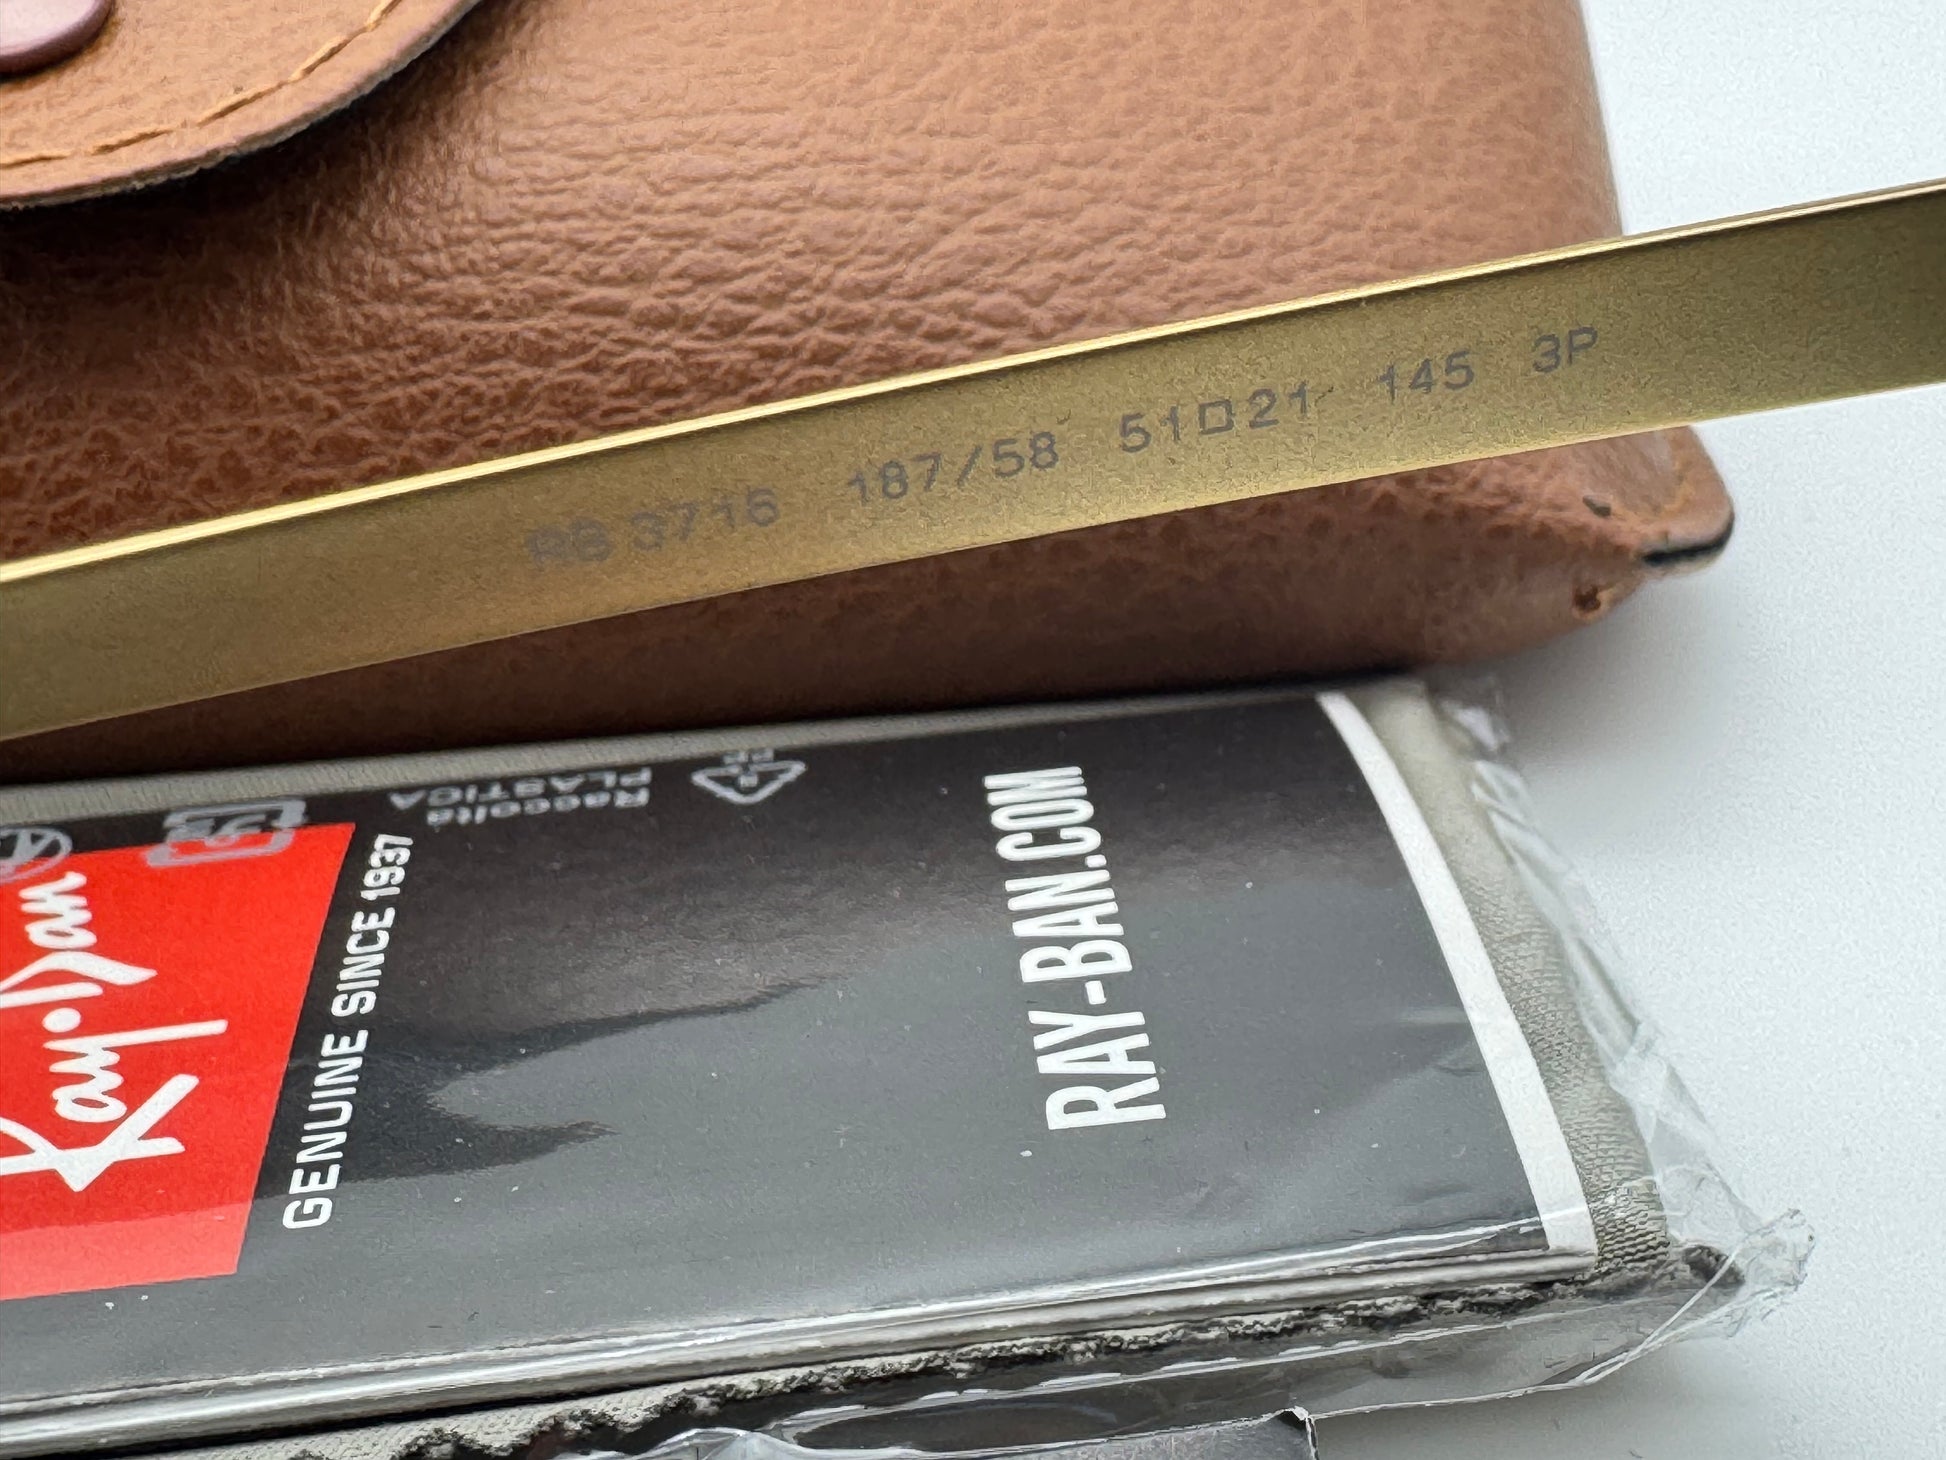 RB 3716 187/58 51□21 145 3P
Raccolta
PLASTICA
Ray-Ban
GENUINE SINCE 1937
RAY-BAN.COM